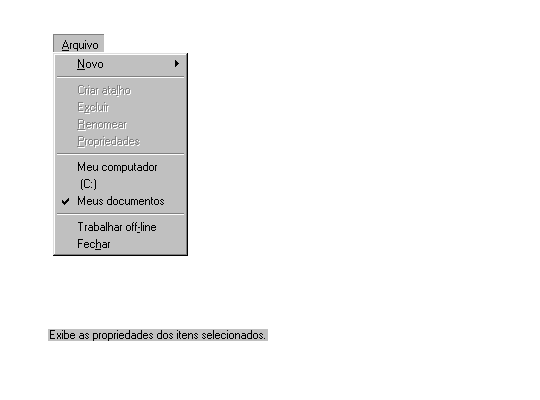 Arquivo
Novo
Criar atalho
Excluir
Renomear
Propriedades
Meu computador
(C:)
Meus documentos
Trabalhar off-line
Fechar
Exibe as propriedades dos itens selecionados.